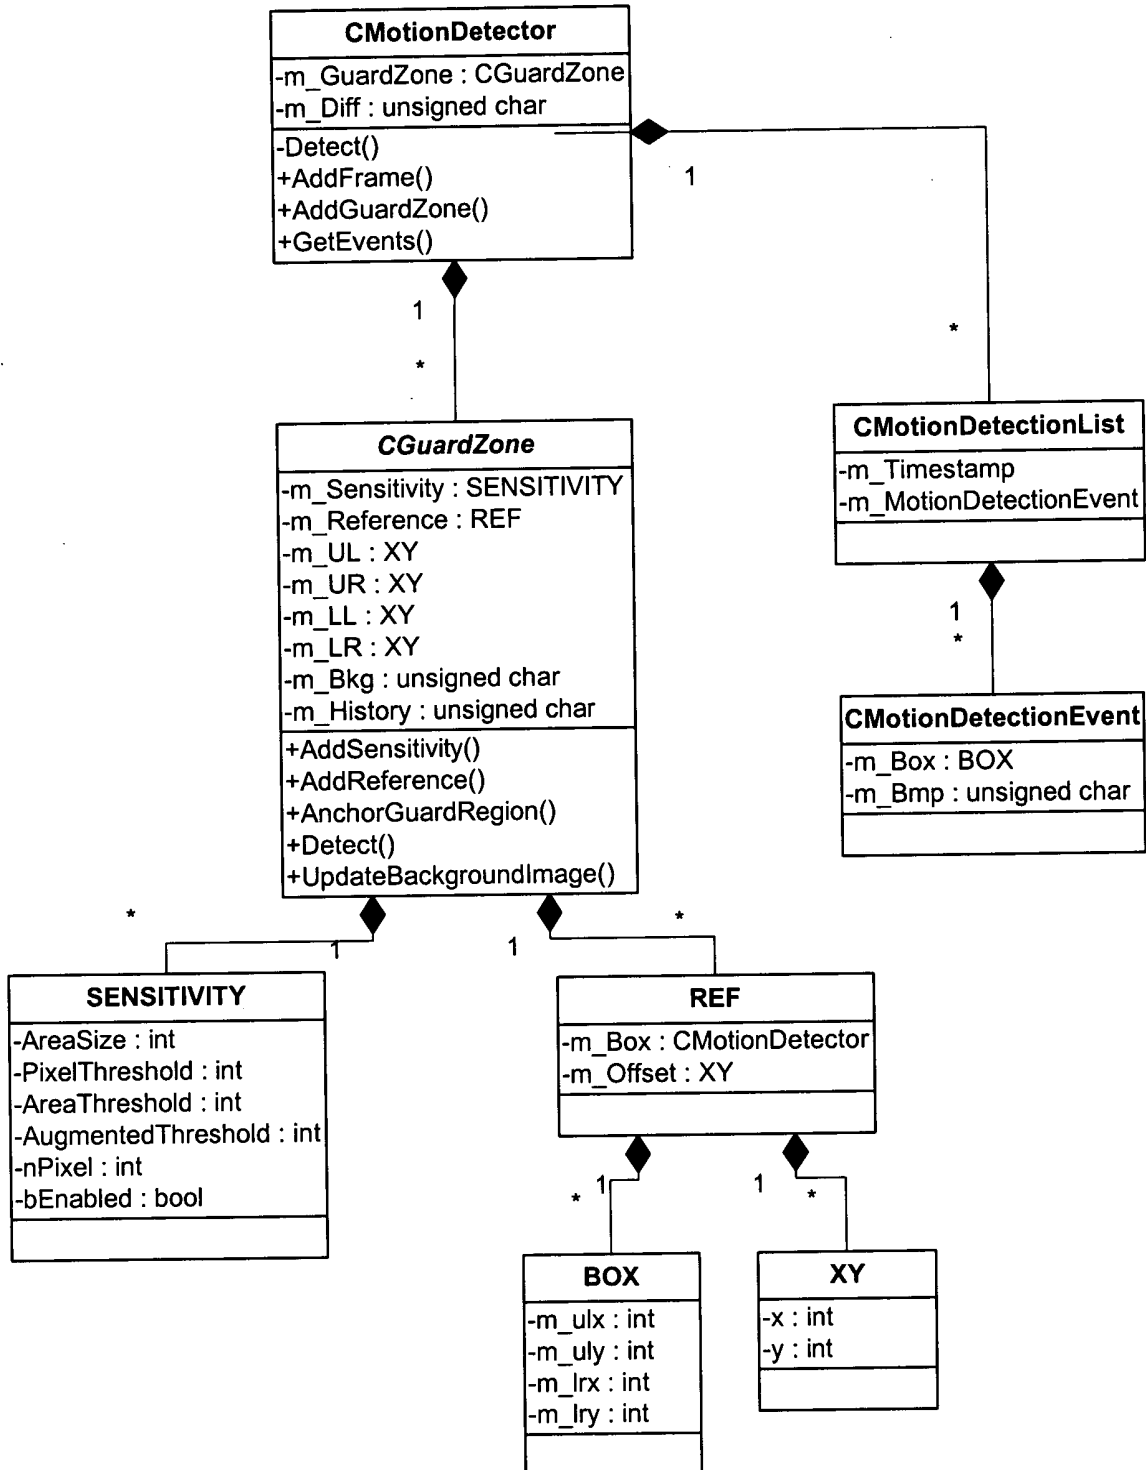 CMotionDetector
-m_GuardZone : CGuardZone
-m_Diff : unsigned char
-Detect()
+AddFrame()
+AddGuardZone()
+GetEvents()
1
1
*
*
CMotionDetectionList
-m_Timestamp
-m_MotionDetectionEvent
1
*
CMotionDetectionEvent
-m_Box : BOX
-m_Bmp : unsigned char
CGuardZone
-m_Sensitivity : SENSITIVITY
-m_Reference : REF
-m_UL : XY
-m_UR : XY
-m_LL : XY
-m_LR : XY
-m_Bkg : unsigned char
-m_History : unsigned char
+AddSensitivity()
+AddReference()
+AnchorGuardRegion()
+Detect()
+UpdateBackgroundImage()
*
1
1
*
SENSITIVITY
-AreaSize : int
-PixelThreshold : int
-AreaThreshold : int
-AugmentedThreshold : int
-nPixel : int
-bEnabled : bool
REF
-m_Box : CMotionDetector
-m_Offset : XY
*
1
1
*
BOX
-m_ulx : int
-m_uly : int
-m_lrx : int
-m_lry : int
XY
-x : int
-y : int